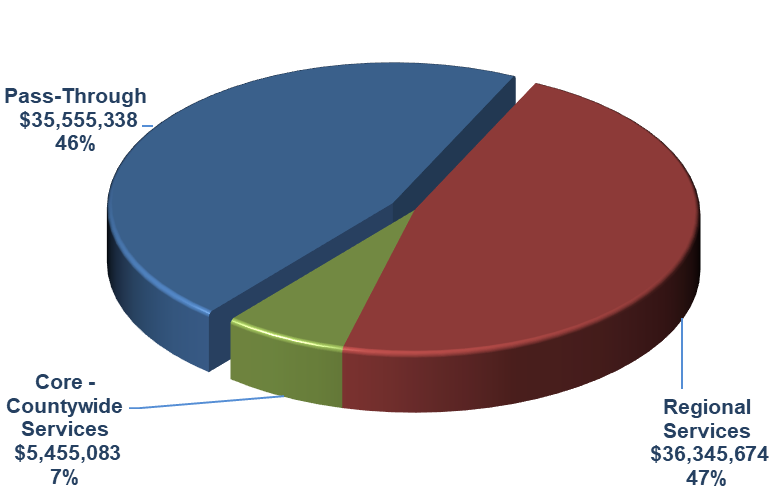 Pass-Through
$35,555,338
46%
Core -
Countywide
Services
$5,455,083
7%
Regional
Services
$36,345,674
47%